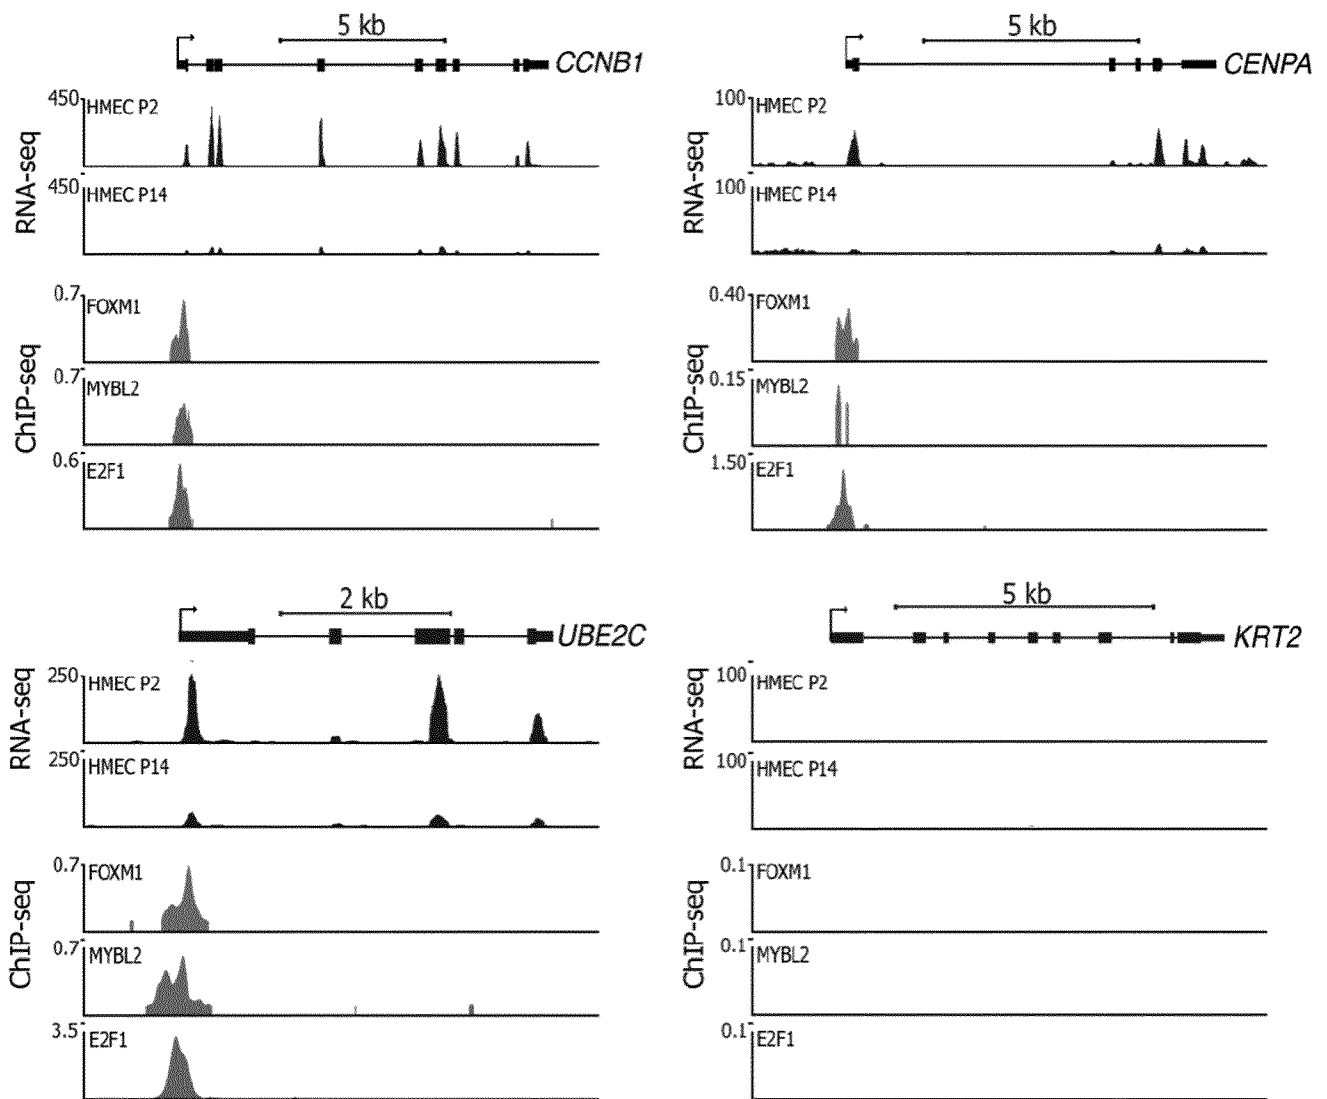 5 kb
CCNB1
RNA-seq
450
HMEC P2
450
HMEC P14
ChIP-seq
0.7
FOXM1
0.7
MYBL2
0.6
E2F1
5 kb
CENPA
RNA-seq
100
HMEC P2
100
HMEC P14
ChIP-seq
0.40
FOXM1
0.15
MYBL2
1.50
E2F1
2 kb
UBE2C
RNA-seq
250
HMEC P2
250
HMEC P14
ChIP-seq
0.7
FOXM1
0.7
MYBL2
3.5
E2F1
5 kb
KRT2
RNA-seq
100
HMEC P2
100
HMEC P14
ChIP-seq
0.1
FOXM1
0.1
MYBL2
0.1
E2F1